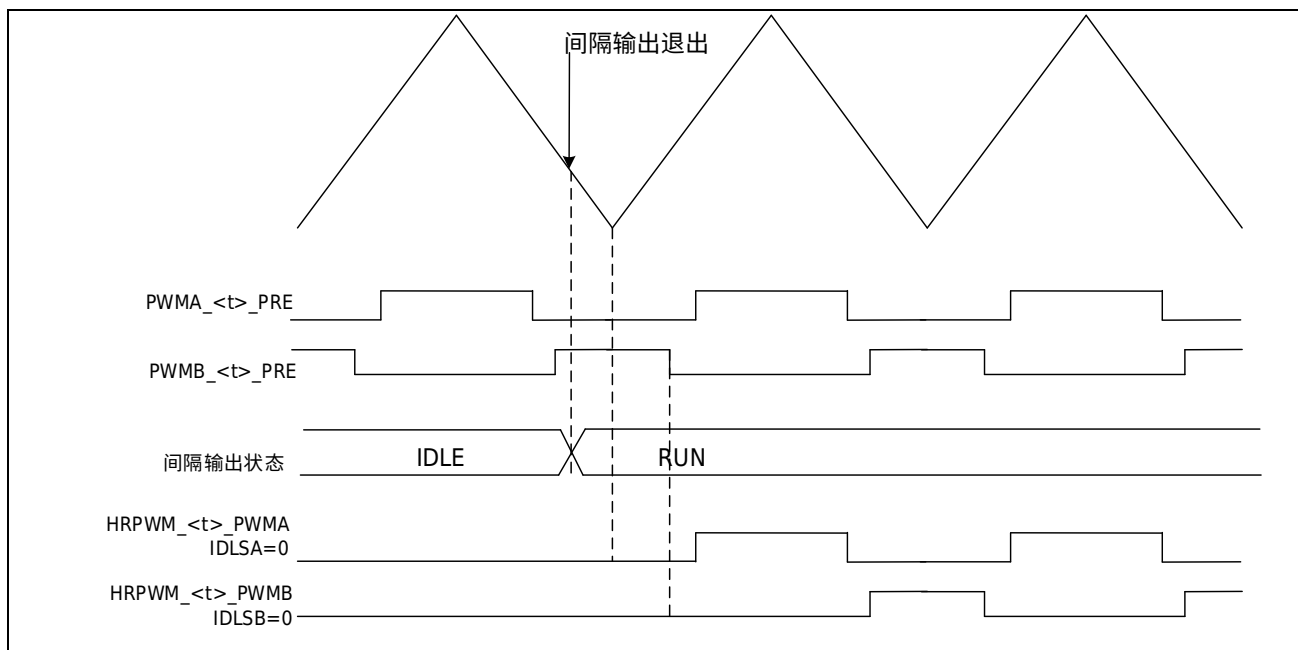 间隔输出退出
PWMA_<t>_PRE
PWMB_<t>_PRE
间隔输出状态
IDLE
RUN
HRPWM_<t>_PWMA
IDLSA=0
HRPWM_<t>_PWMB
IDLSB=0